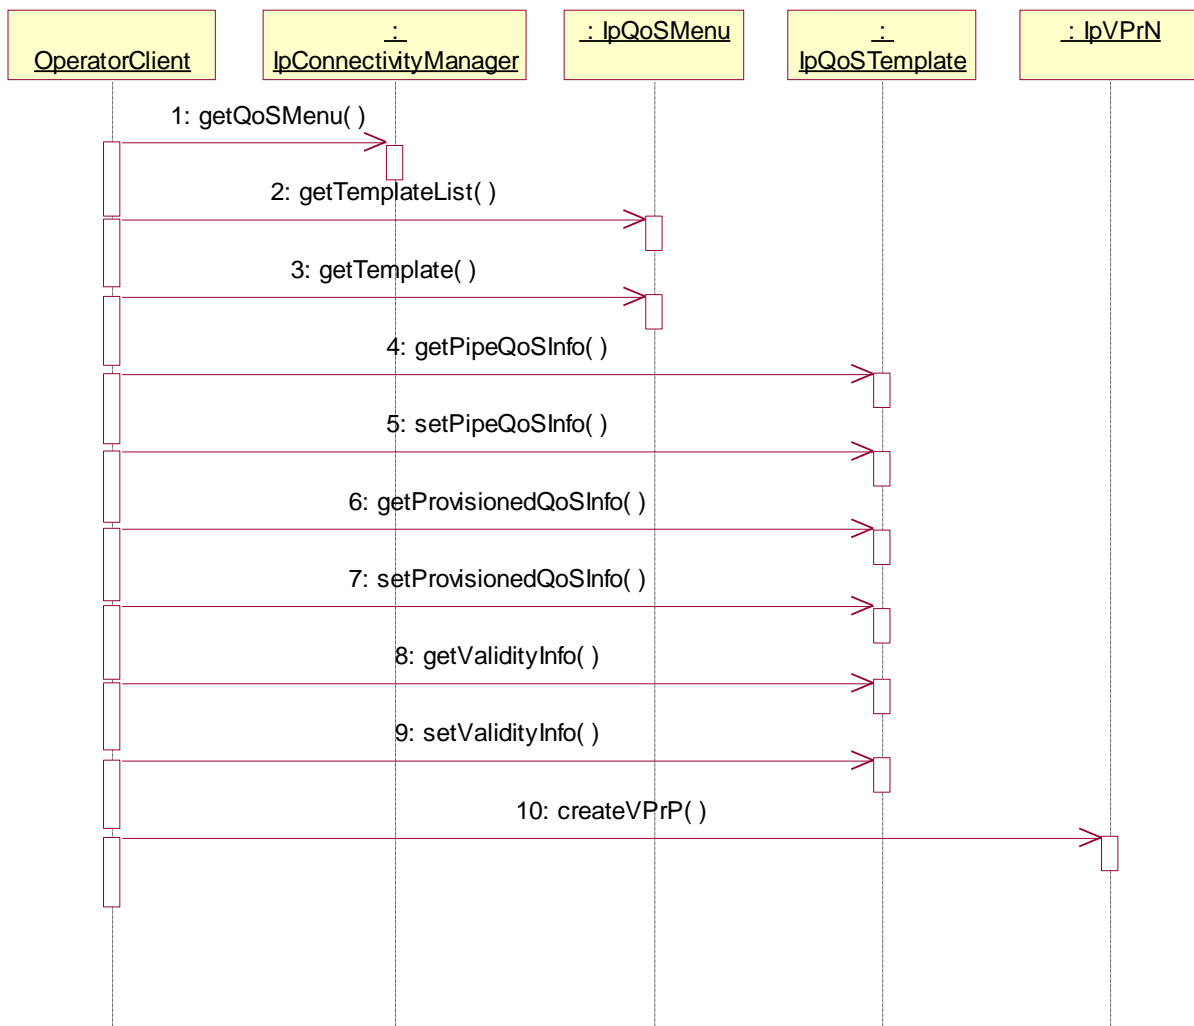 OperatorClient
:
IpConnectivityManager
: IpQoSMenu
:
IpQoSTemplate
: IpVPrN
1: getQoSMenu( )
2: getTemplateList( )
3: getTemplate( )
4: getPipeQoSInfo( )
5: setPipeQoSInfo( )
6: getProvisionedQoSInfo( )
7: setProvisionedQoSInfo( )
8: getValidityInfo( )
9: setValidityInfo( )
10: createVPrP( )